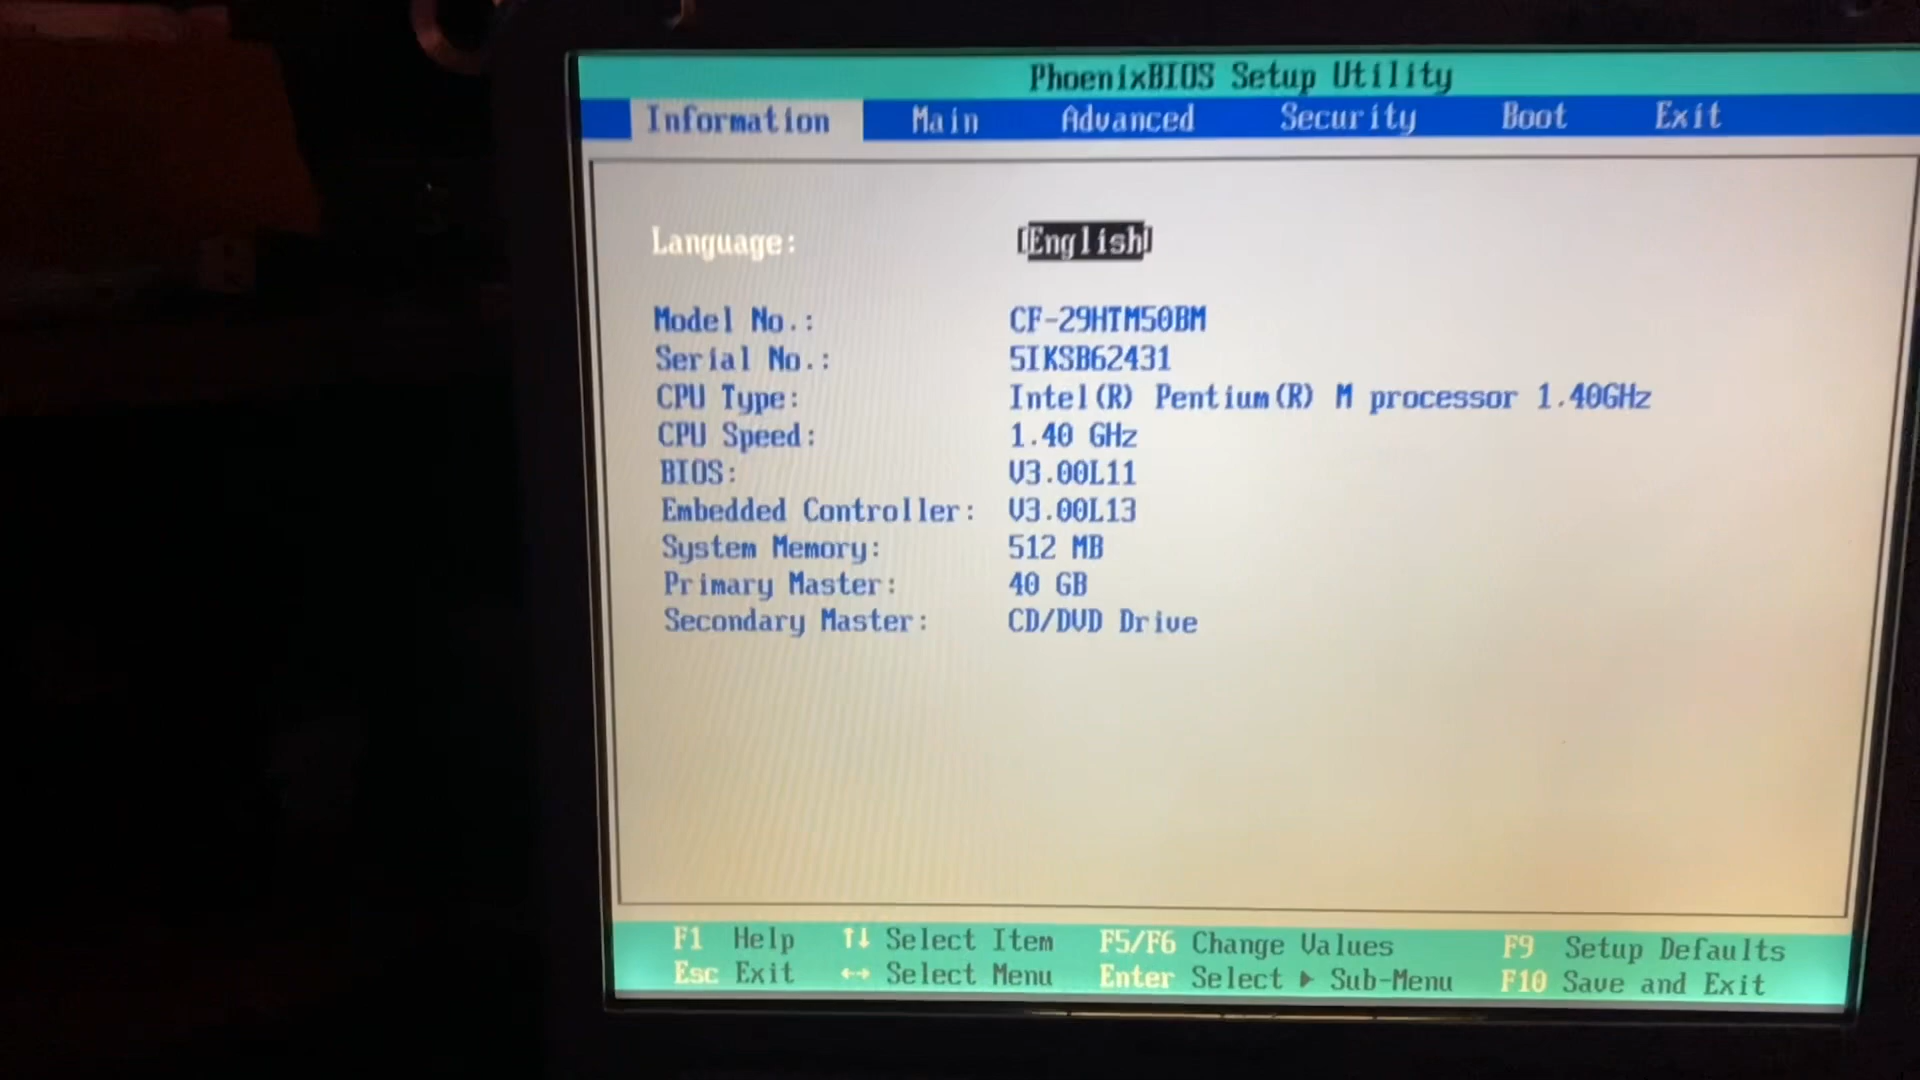 PhoenixBIOS Setup Utility
Information Main Advanced Security Boot Exit
Language: [English]
Model No.: CF-29HTM50BM
Serial No.: 5IKSB62431
CPU Type: Intel(R) Pentium(R) M processor 1.40GHz
CPU Speed: 1.40 GHz
BIOS: V3.00L11
Embedded Controller: V3.00L13
System Memory: 512 MB
Primary Master: 40 GB
Secondary Master: CD/DVD Drive
F1 Help ↑↓ Select Item F5/F6 Change Values F9 Setup Defaults
Esc Exit ↔ Select Menu Enter Select ▶ Sub-Menu F10 Save and Exit